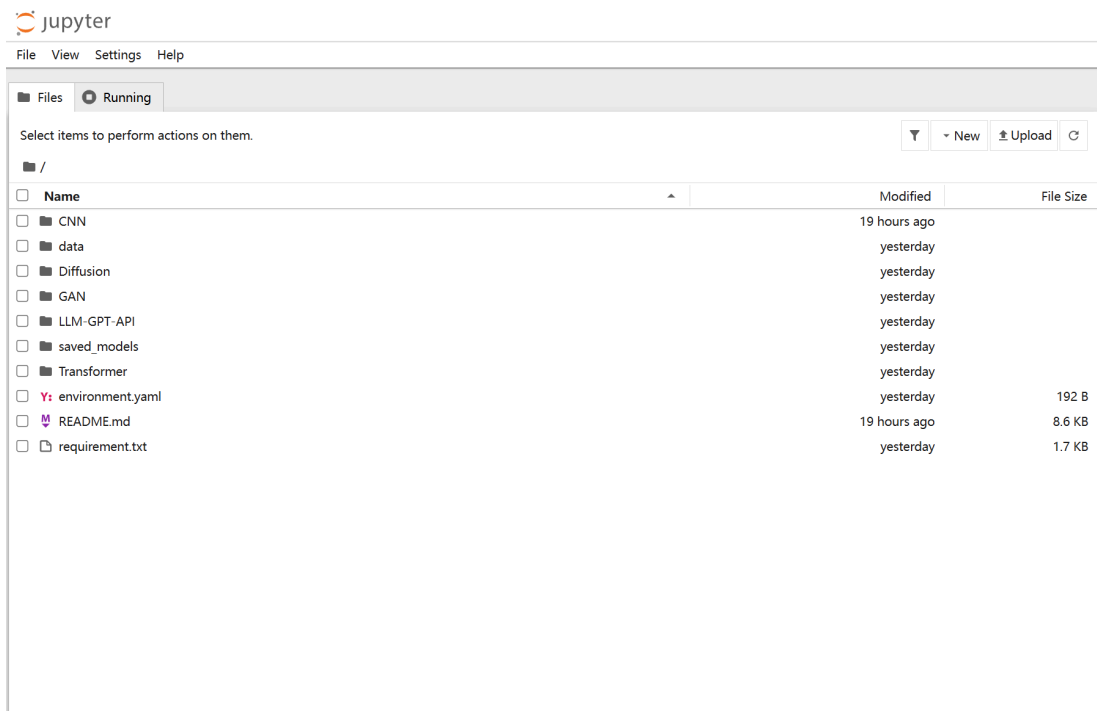 jupyter
File View Settings Help
Files Running
Select items to perform actions on them.
New Upload
/
Name Modified File Size
CNN 19 hours ago
data yesterday
Diffusion yesterday
GAN yesterday
LLM-GPT-API yesterday
saved_models yesterday
Transformer yesterday
Y: environment.yaml yesterday 192 B
M README.md 19 hours ago 8.6 KB
requirement.txt yesterday 1.7 KB